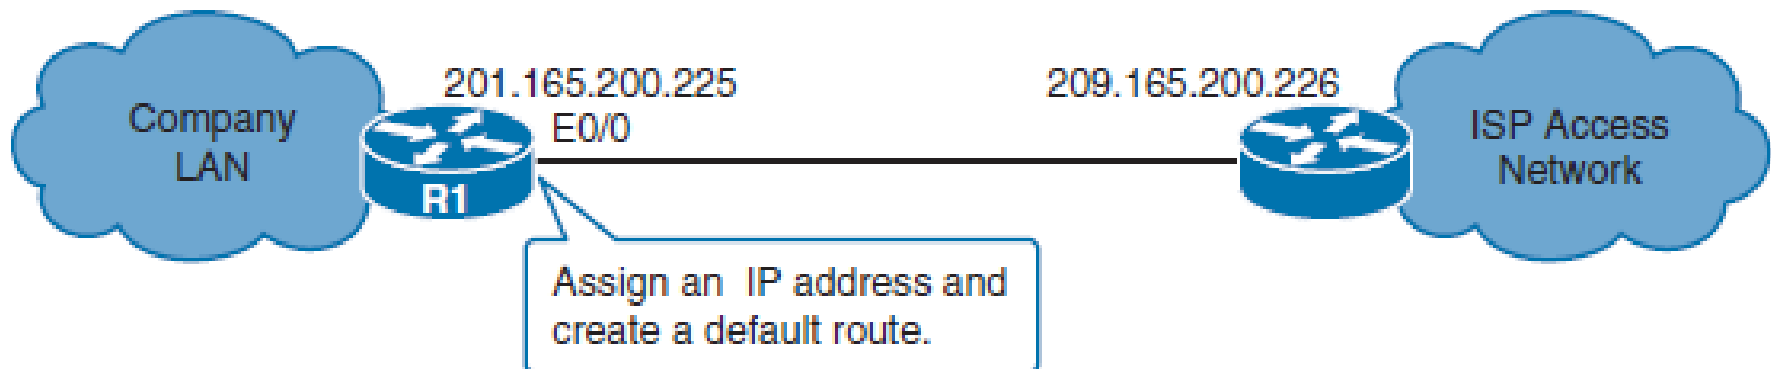 Company
LAN
201.165.200.225
E0/0
R1
209.165.200.226
ISP Access
Network
Assign an IP address and
create a default route.